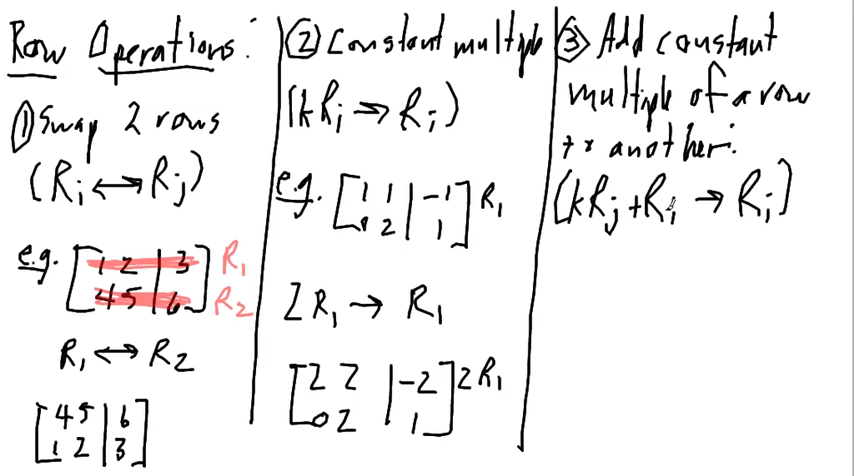 Row Operations:
① Swap 2 rows
(Ri ↔ Rj)
e.g. [1 2 | 3] R1
[4 5 | 6] R2
R1 ↔ R2
[4 5 | 6]
[1 2 | 3]
② Constant multiple
(kRi → Ri)
e.g. [1 1 | -1] R1
[0 2 | 1]
2R1 → R1
[2 2 | -2] 2R1
[0 2 | 1]
③ Add constant
multiple of a row
to another:
(kRj + Ri → Ri)